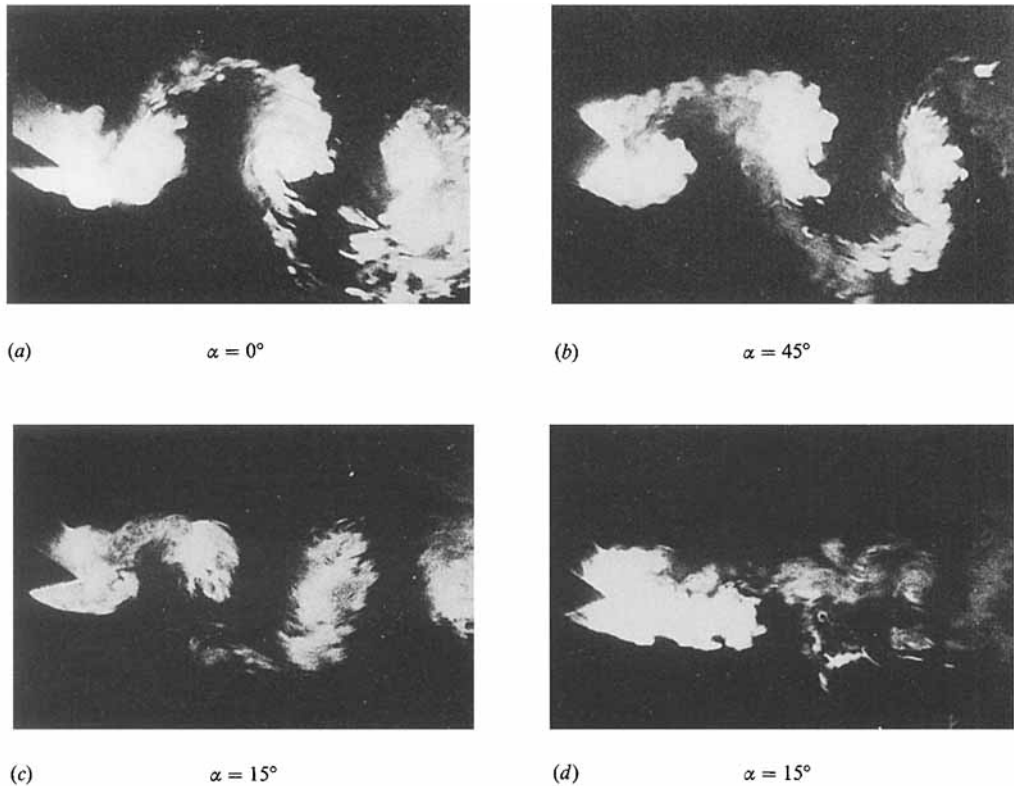 (a) α = 0°
(b) α = 45°
(c) α = 15°
(d) α = 15°